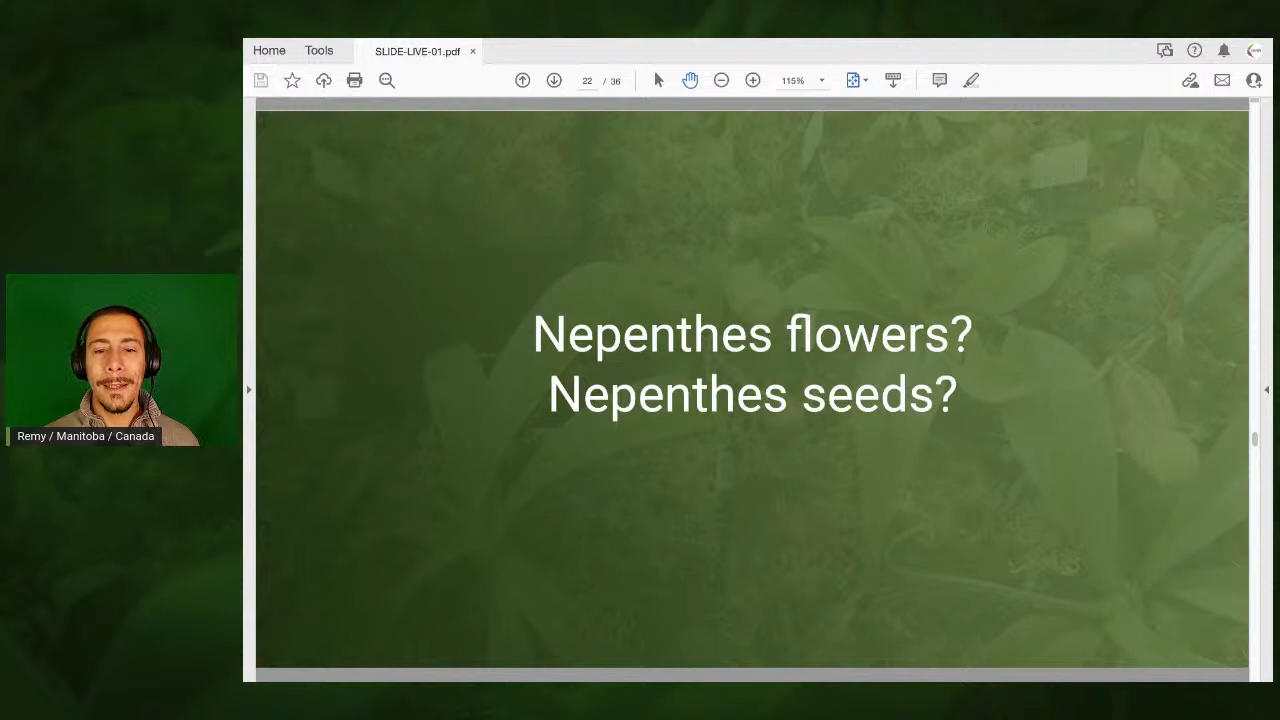 Home Tools SLIDE-LIVE-01.pdf ×
22 / 36 115%
Nepenthes flowers?
Nepenthes seeds?
Remy / Manitoba / Canada